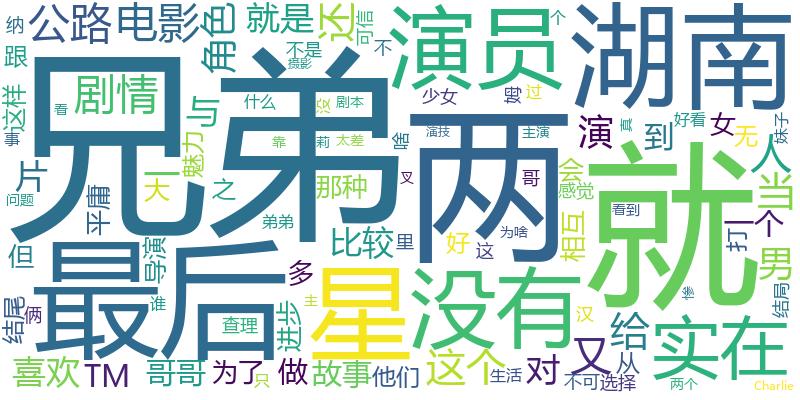 纳 公路 电影 就是 还 可信 个
跟 角色 不是 不 演员 湖南
这样 剧情 摄影 少女 姆 过
事 看 与 什么 没 剧本 啥 演技 主演 演 到 真 好看 女 无 妹子
兄弟 两 就
片 魅力 靠 莉 太差 人
问题 大 之 那种 叉 哥 会 感觉 看到 当
平庸 弟弟 好 这 为啥 相互 打 一个
但 导演 比较 里 男
最后 多 星 没有
结尾 俩 谁 查理 进步 主 汉 给 惨 结局
实在
喜欢 TM 哥哥 为了 只 做 故事 他们 这个 生活 对 又 不可选择 从 两个 Charlie